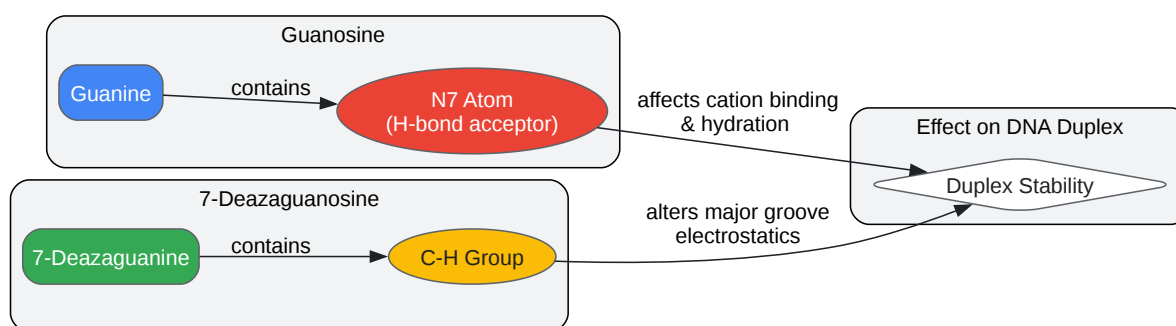 Guanosine
Guanine
contains
N7 Atom
(H-bond acceptor)
affects cation binding
& hydration
Effect on DNA Duplex
Duplex Stability
7-Deazaguanosine
7-Deazaguanine
contains
C-H Group
alters major groove
electrostatics